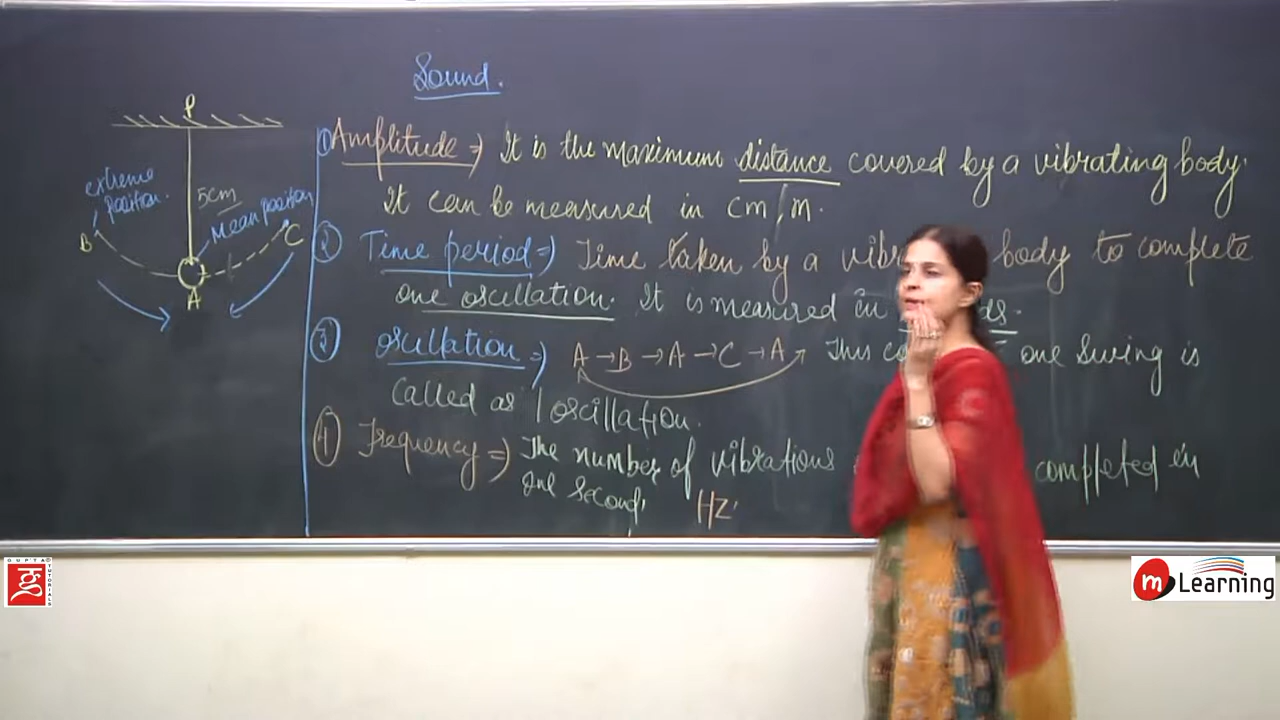 Sound.
P
extreme
position.
5cm
mean position
B
C
A
① Amplitude ⇒ It is the maximum distance covered by a vibrating body.
It can be measured in cm, m.
② Time period ⇒ Time taken by a body to complete
one oscillation. It is measured in
③ oscillation ⇒ A → B → A → C → A This one swing is
called as 1 oscillation.
④ Frequency ⇒ The number of vibrations completed in
one second, HZ.
GUPTA
TUTORIALS
m Learning